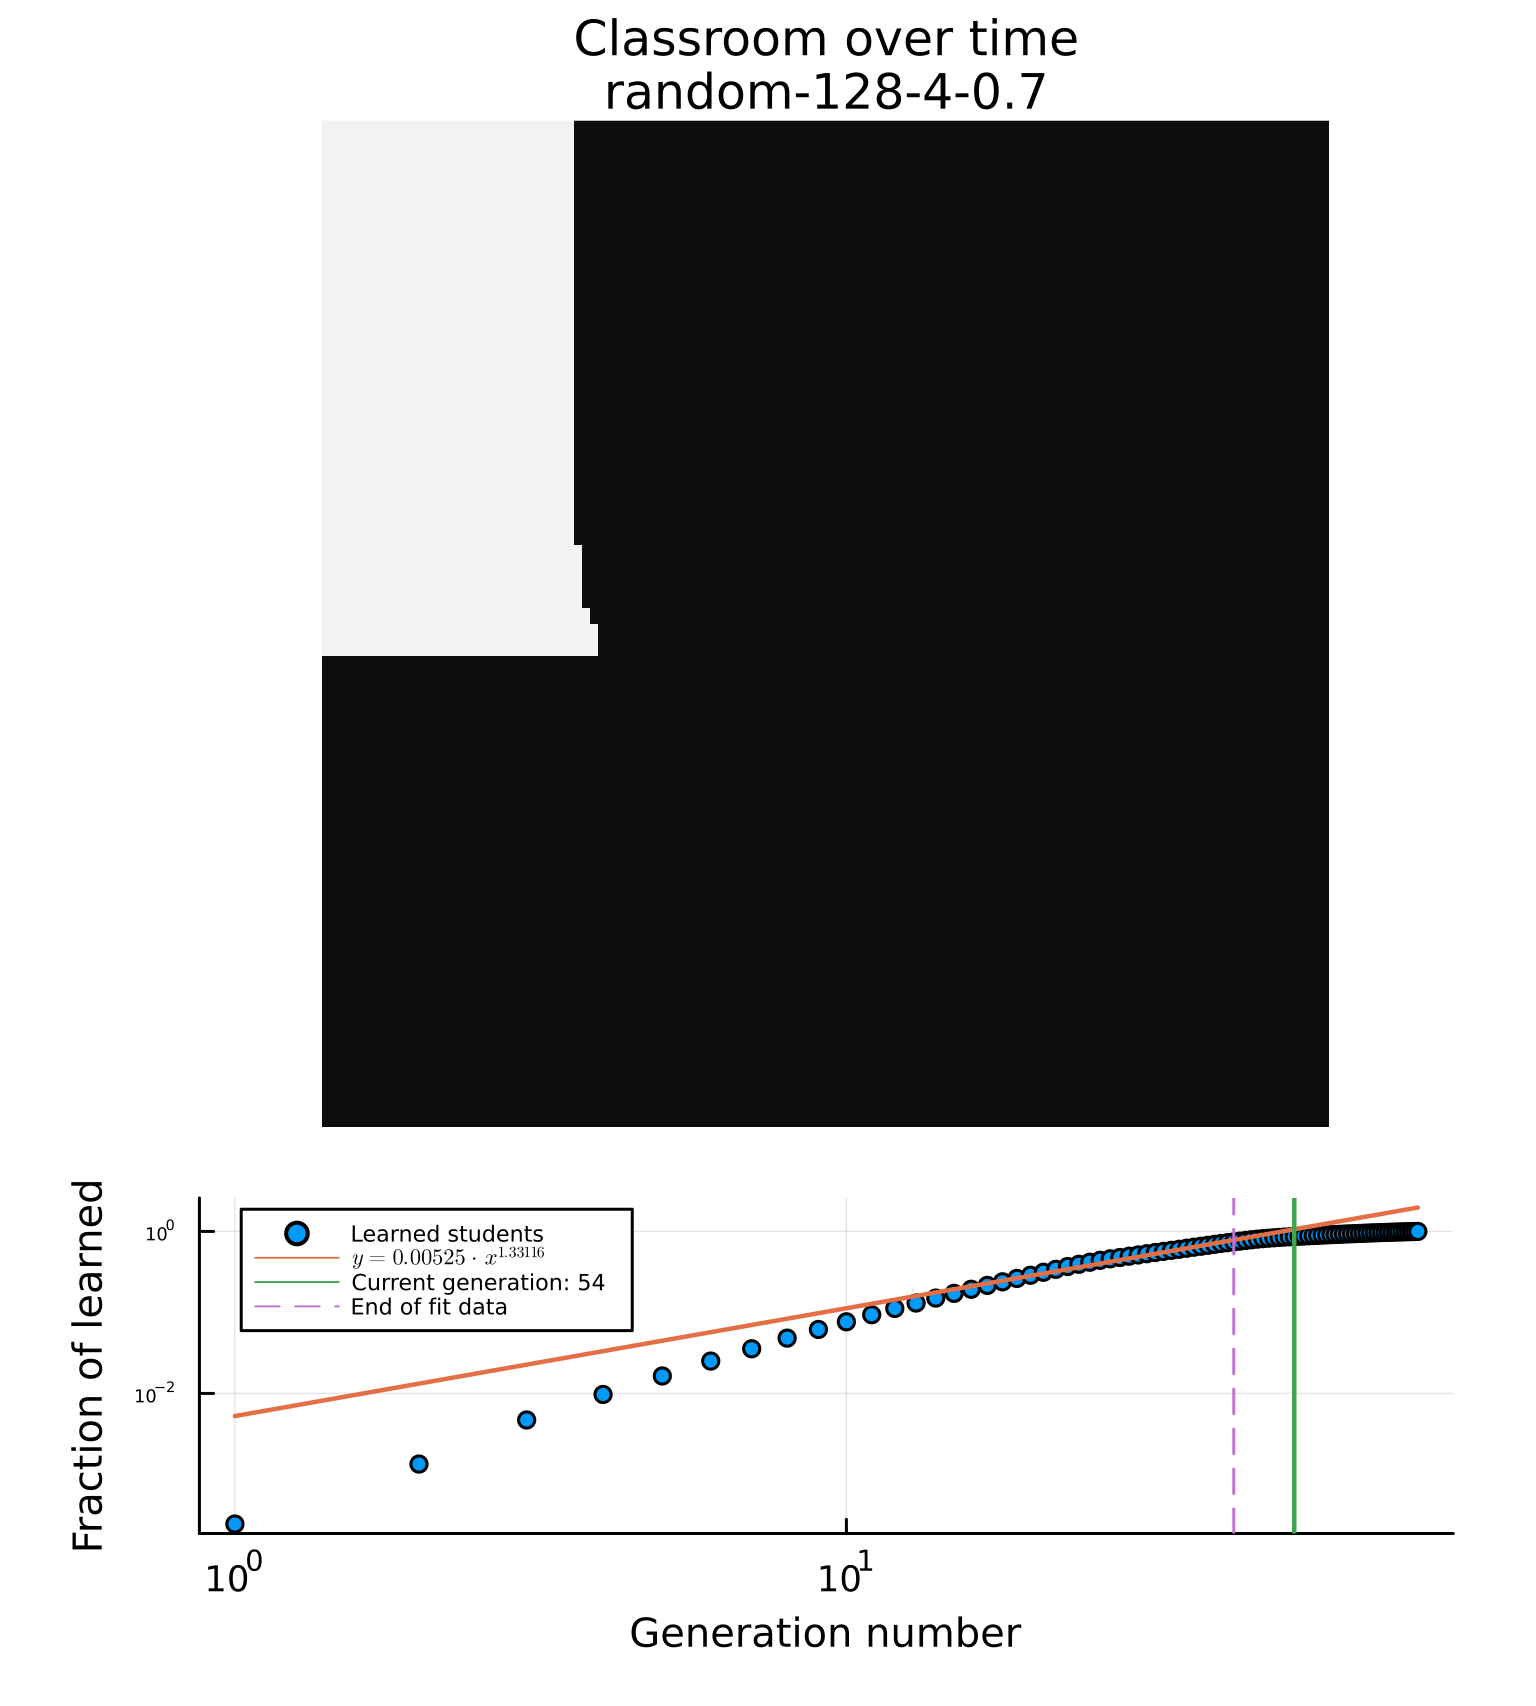 Classroom over time
random-128-4-0.7
Fraction of learned
10^0
10^−2
Learned students
y = 0.00525 · x^1.33116
Current generation: 54
End of fit data
10^0
10^1
Generation number